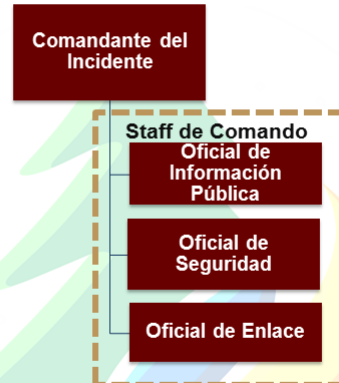 Comandante del
Incidente
Staff de Comando
Oficial de
Información
Pública
Oficial de
Seguridad
Oficial de Enlace